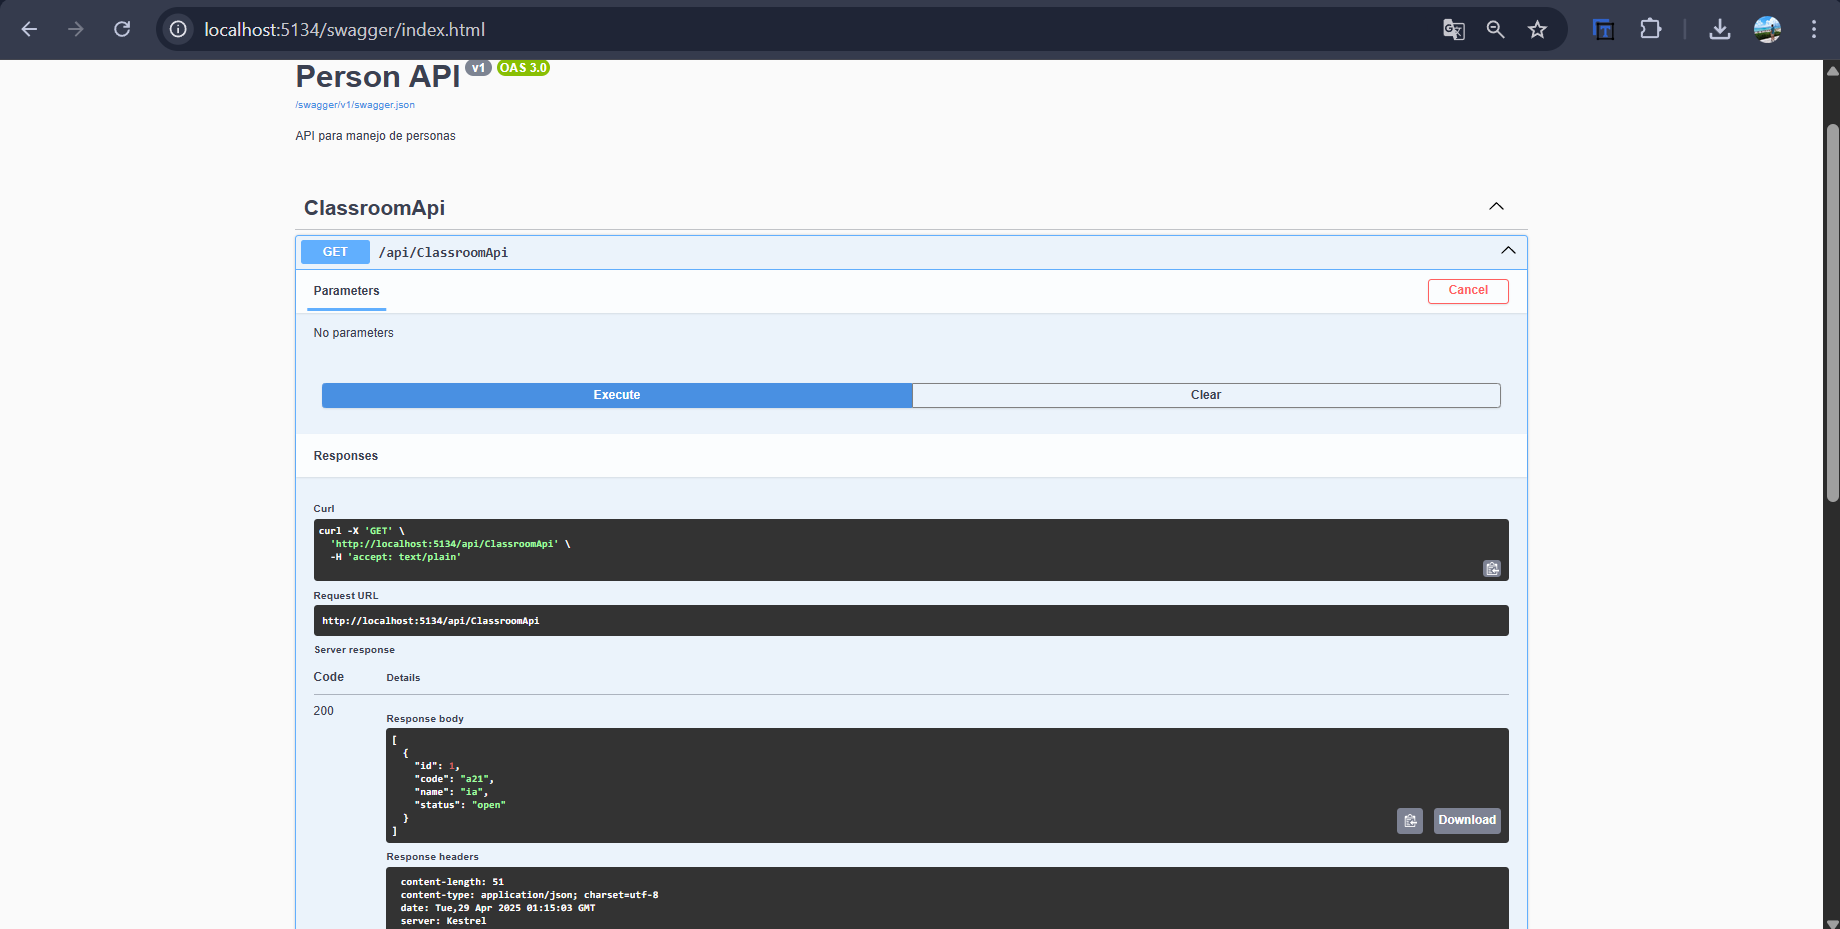 localhost:5134/swagger/index.html
Person API v1 OAS 3.0
/swagger/v1/swagger.json
API para manejo de personas
ClassroomApi
GET /api/ClassroomApi
Parameters Cancel
No parameters
Execute Clear
Responses
Curl
curl -X 'GET' \
'http://localhost:5134/api/ClassroomApi' \
-H 'accept: text/plain'
Request URL
http://localhost:5134/api/ClassroomApi
Server response
Code Details
200
Response body
[
{
"id": 1,
"code": "a21",
"name": "ia",
"status": "open"
}
]
Download
Response headers
content-length: 51
content-type: application/json; charset=utf-8
date: Tue,29 Apr 2025 01:15:03 GMT
server: Kestrel